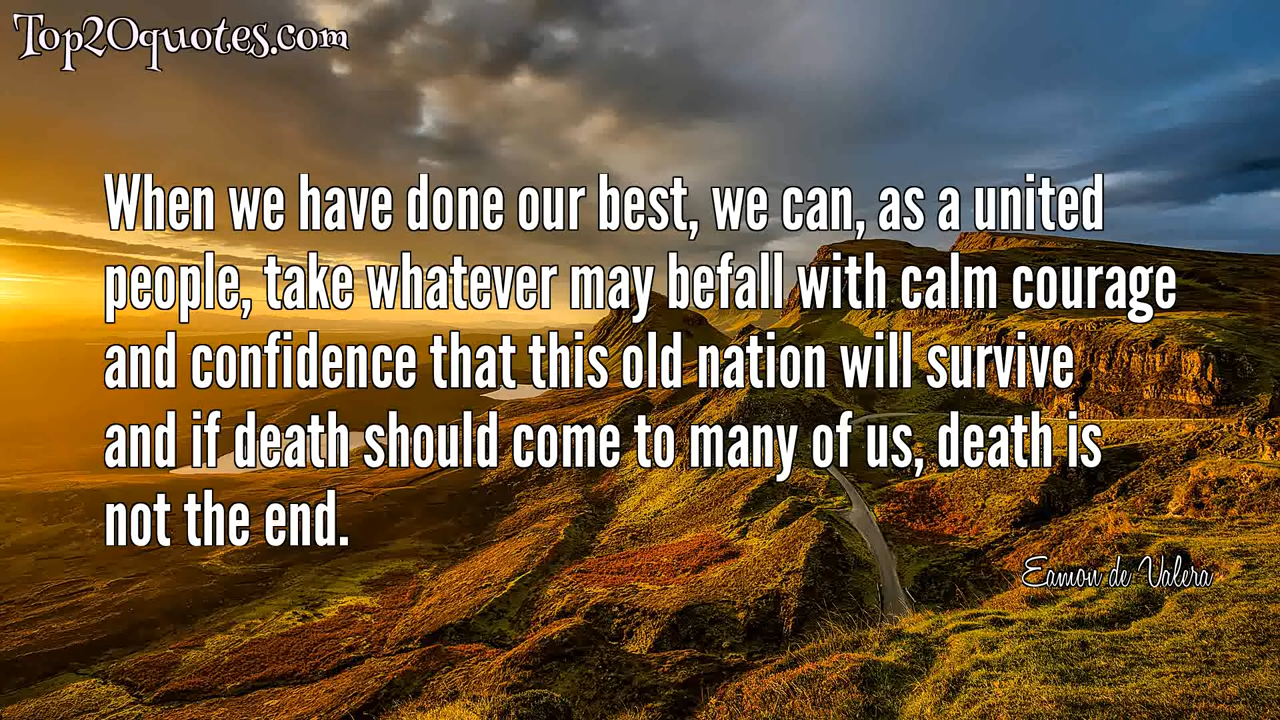 Top20quotes.com
When we have done our best, we can, as a united
people, take whatever may befall with calm courage
and confidence that this old nation will survive
and if death should come to many of us, death is
not the end.
Eamon de Valera